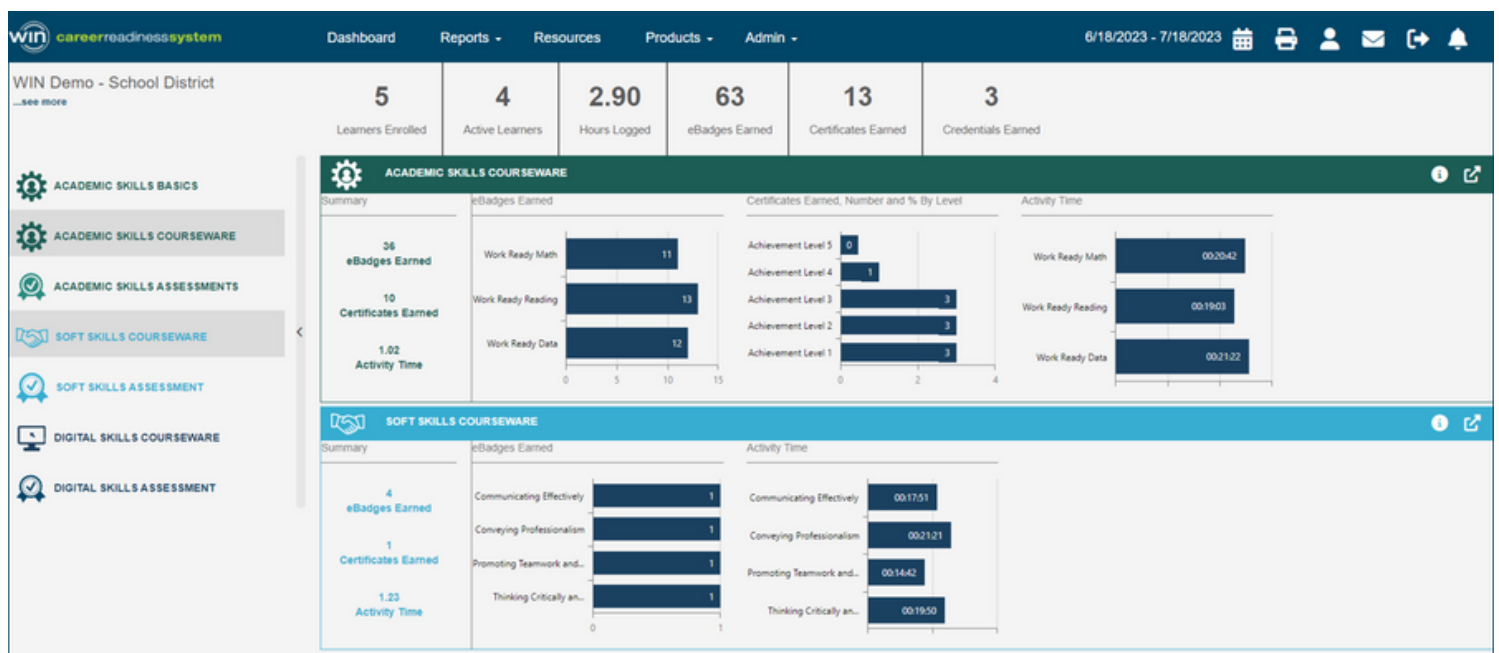 win careerreadinesssystem
Dashboard
Reports
Resources
Products
Admin
6/18/2023 - 7/18/2023
WIN Demo - School District
...see more
5
Learners Enrolled
4
Active Learners
2.90
Hours Logged
63
eBadges Earned
13
Certificates Earned
3
Credentials Earned
ACADEMIC SKILLS BASICS
ACADEMIC SKILLS COURSEWARE
ACADEMIC SKILLS ASSESSMENTS
SOFT SKILLS COURSEWARE
SOFT SKILLS ASSESSMENT
DIGITAL SKILLS COURSEWARE
DIGITAL SKILLS ASSESSMENT
ACADEMIC SKILLS COURSEWARE
Summary
36
eBadges Earned
10
Certificates Earned
1.02
Activity Time
eBadges Earned
Work Ready Math 11
Work Ready Reading 13
Work Ready Data 12
0 5 10 15
Certificates Earned, Number and % By Level
Achievement Level 5 0
Achievement Level 4 1
Achievement Level 3 3
Achievement Level 2 3
Achievement Level 1 3
0 2 4
Activity Time
Work Ready Math 00:20:42
Work Ready Reading 00:19:03
Work Ready Data 00:21:22
SOFT SKILLS COURSEWARE
Summary
4
eBadges Earned
1
Certificates Earned
1.23
Activity Time
eBadges Earned
Communicating Effectively 1
Conveying Professionalism 1
Promoting Teamwork and... 1
Thinking Critically an... 1
0 1
Activity Time
Communicating Effectively 00:17:51
Conveying Professionalism 00:21:21
Promoting Teamwork and... 00:14:42
Thinking Critically an... 00:19:50